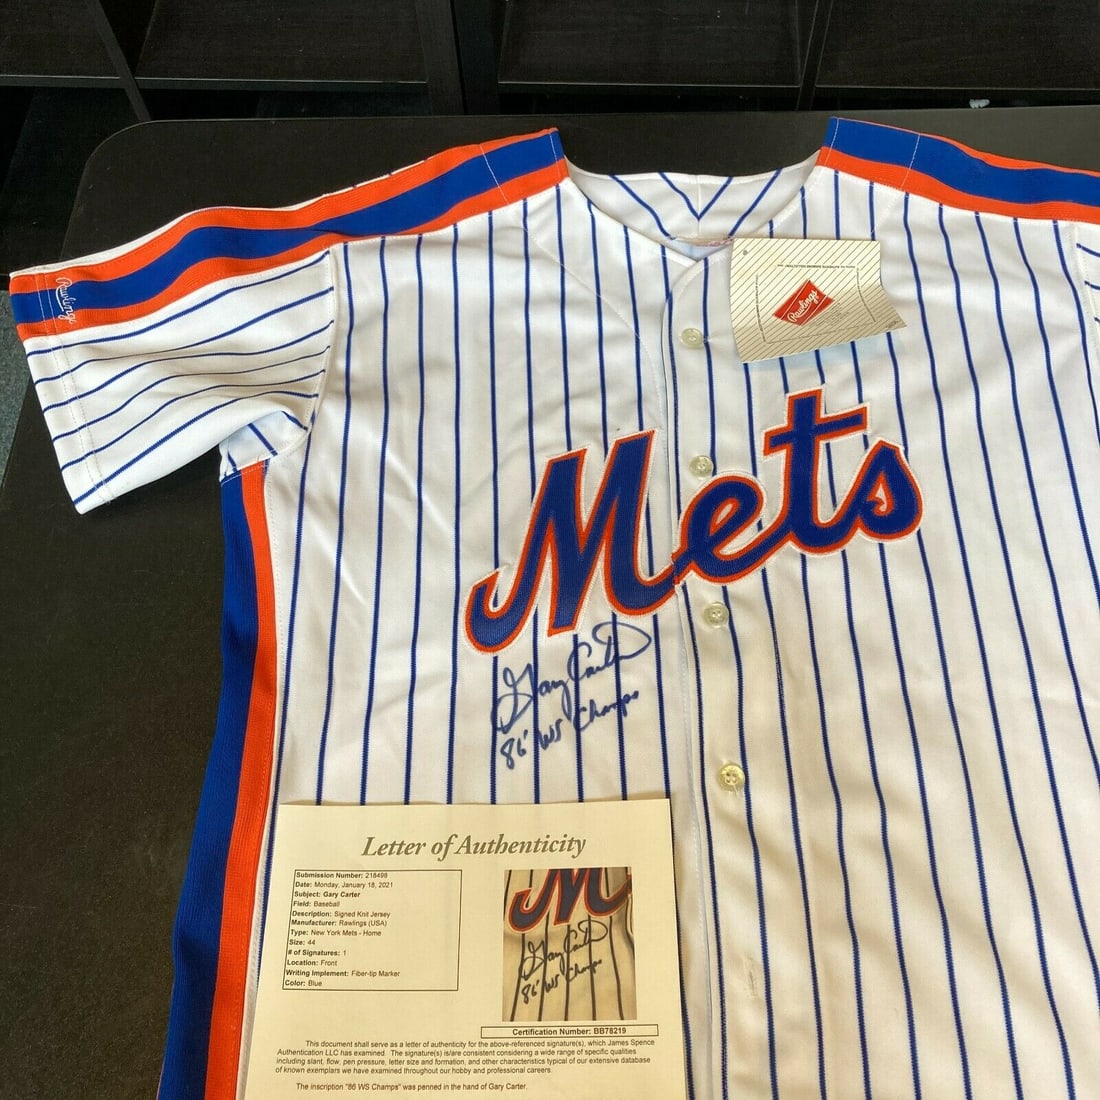 Rawlings
Rawlings
Mets
Gary Carter
86' WS Champs
Letter of Authenticity
Submission Number: 218498
Date: Monday, January 18, 2021
Subject: Gary Carter
Field: Baseball
Description: Signed Knit Jersey
Manufacturer: Rawlings (USA)
Type: New York Mets - Home
Size: 44
# of Signatures: 1
Location: Front
Writing Implement: Fiber-tip Marker
Color: Blue
M
Gary Carter
86' WS Champs
Certification Number: BB78219
This document shall serve as a letter of authenticity for the above-referenced signature(s), which James Spence
Authentication LLC has examined. The signature(s) is/are consistent considering a wide range of specific qualities
including slant, flow, pen pressure, letter size and formation, and other characteristics typical of our extensive database
of known exemplars we have examined throughout our hobby and professional careers.
The inscription "86 WS Champs" was penned in the hand of Gary Carter.